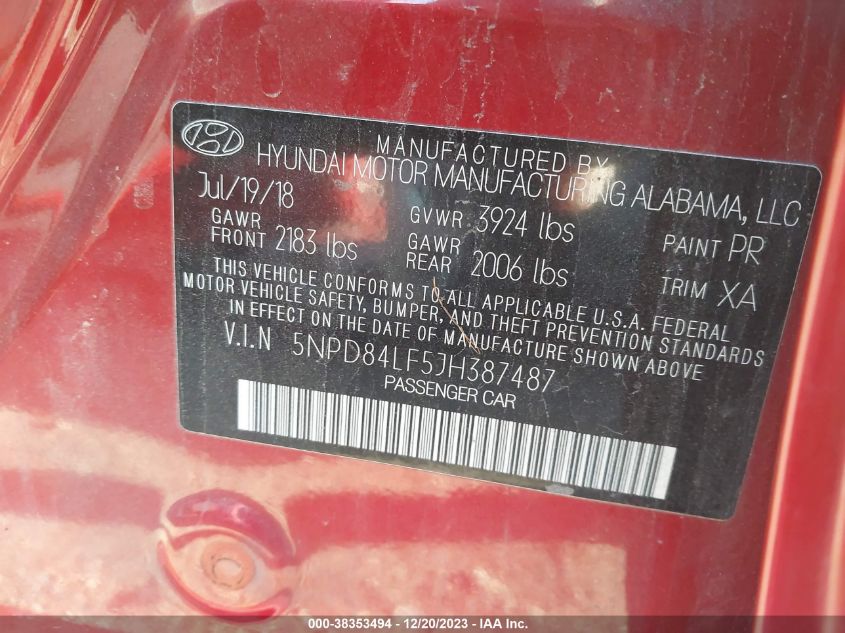 MANUFACTURED BY
HYUNDAI MOTOR MANUFACTURING ALABAMA, LLC
Jul/19/18 GVWR 3924 lbs PAINT PR
GAWR FRONT 2183 lbs GAWR REAR 2006 lbs TRIM XA
THIS VEHICLE CONFORMS TO ALL APPLICABLE U.S.A. FEDERAL
MOTOR VEHICLE SAFETY, BUMPER, AND THEFT PREVENTION STANDARDS
IN EFFECT ON THE DATE OF MANUFACTURE SHOWN ABOVE
V.I.N 5NPD84LF5JH387487
PASSENGER CAR
000-38353494 - 12/20/2023 - IAA Inc.